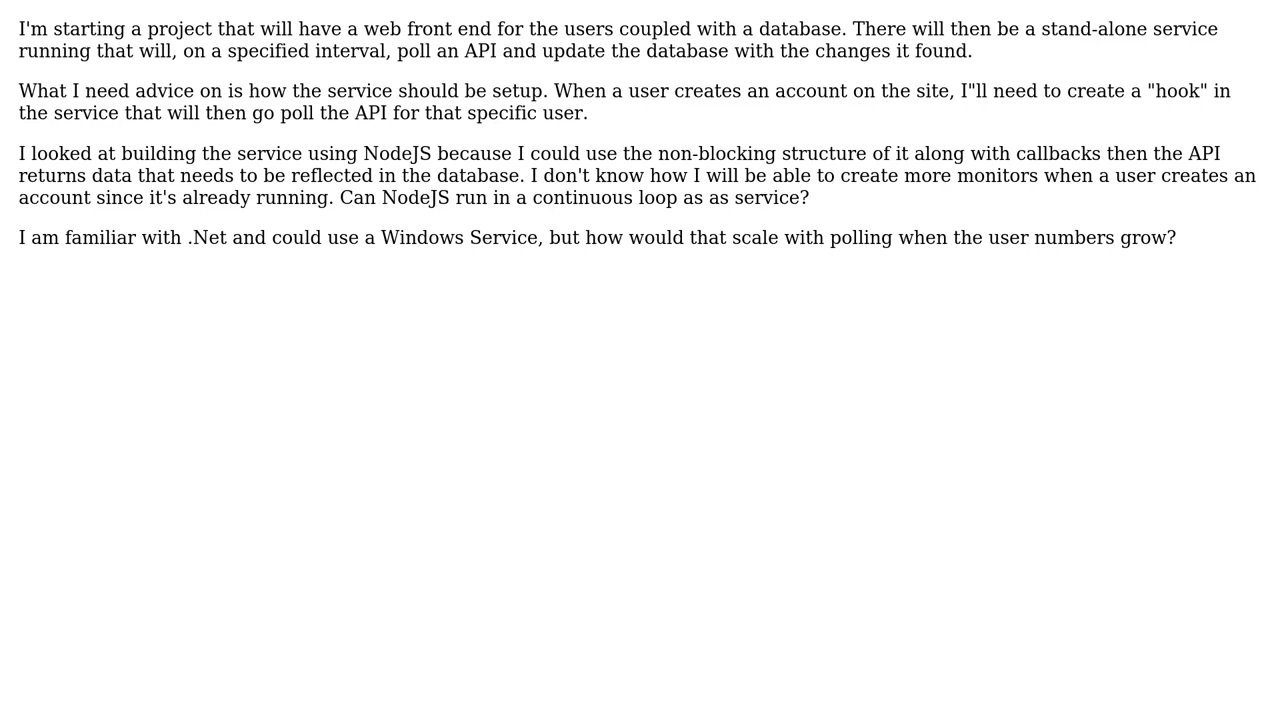 I'm starting a project that will have a web front end for the users coupled with a database. There will then be a stand-alone service
running that will, on a specified interval, poll an API and update the database with the changes it found.
What I need advice on is how the service should be setup. When a user creates an account on the site, I"ll need to create a "hook" in
the service that will then go poll the API for that specific user.
I looked at building the service using NodeJS because I could use the non-blocking structure of it along with callbacks then the API
returns data that needs to be reflected in the database. I don't know how I will be able to create more monitors when a user creates an
account since it's already running. Can NodeJS run in a continuous loop as as service?
I am familiar with .Net and could use a Windows Service, but how would that scale with polling when the user numbers grow?